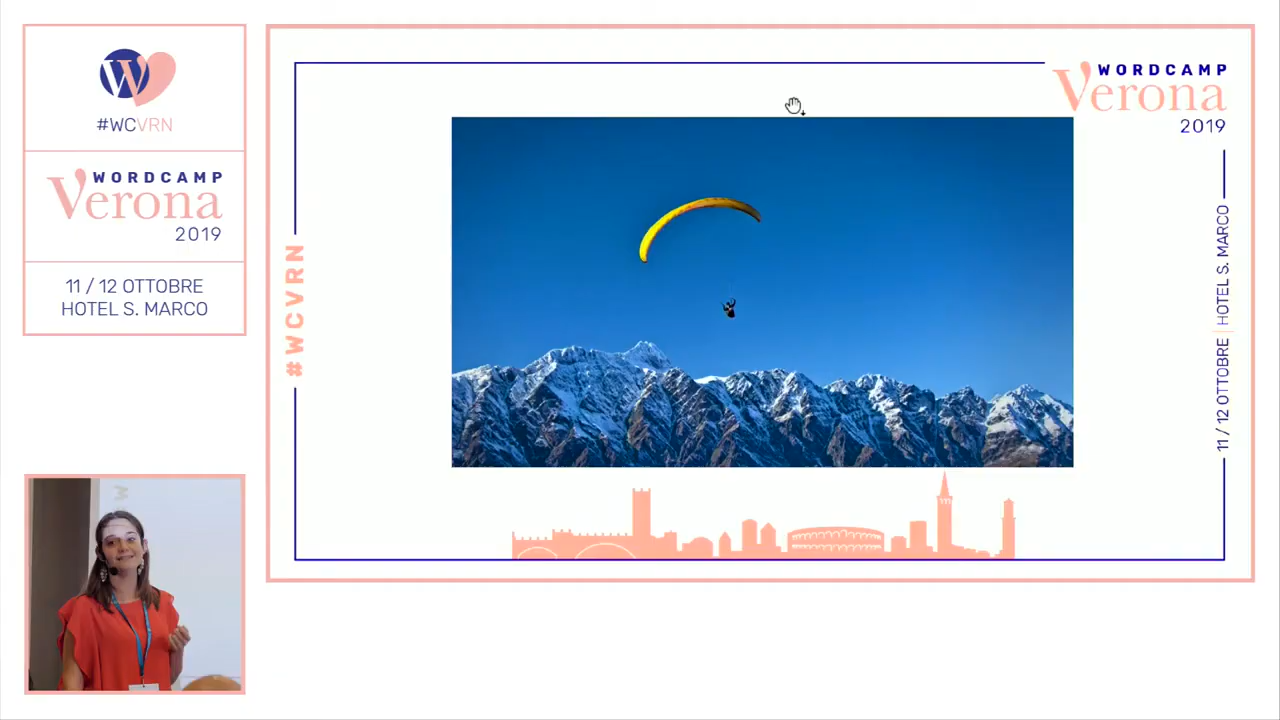 #WCVRN
WORDCAMP
Verona
2019
11 / 12 OTTOBRE
HOTEL S. MARCO
#WCVRN
WORDCAMP
Verona
2019
11 / 12 OTTOBRE | HOTEL S. MARCO